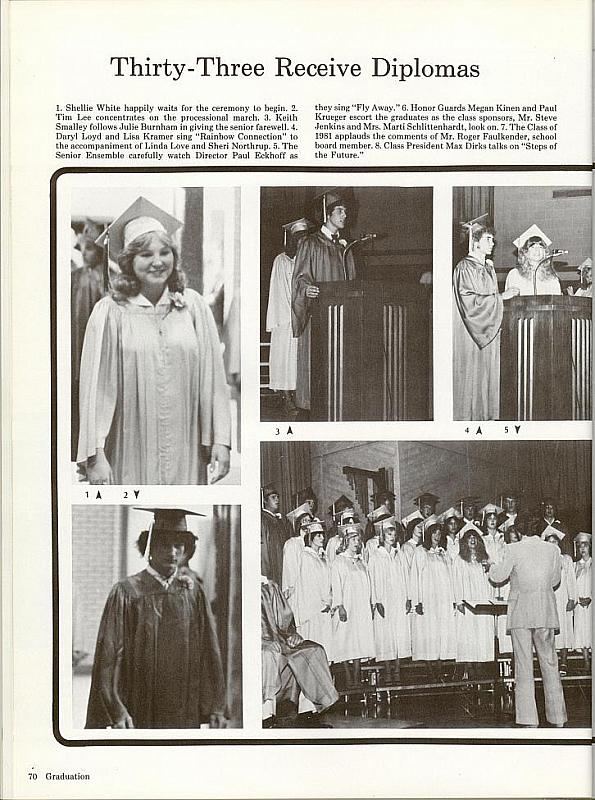 Thirty-Three Receive Diplomas
1. Shellie White happily waits for the ceremony to begin. 2.
Tim Lee concentrates on the processional march. 3. Keith
Smalley follows Julie Burnham in giving the senior farewell. 4.
Daryl Loyd and Lisa Kramer sing "Rainbow Connection" to
the accompaniment of Linda Love and Sheri Northrup. 5. The
Senior Ensemble carefully watch Director Paul Eckhoff as
they sing "Fly Away." 6. Honor Guards Megan Kinen and Paul
Krueger escort the graduates as the class sponsors, Mr. Steve
Jenkins and Mrs. Marti Schlittenhardt, look on. 7. The Class of
1981 applauds the comments of Mr. Roger Faulkender, school
board member. 8. Class President Max Dirks talks on "Steps of
the Future."
3
4 5
1 2
70 Graduation